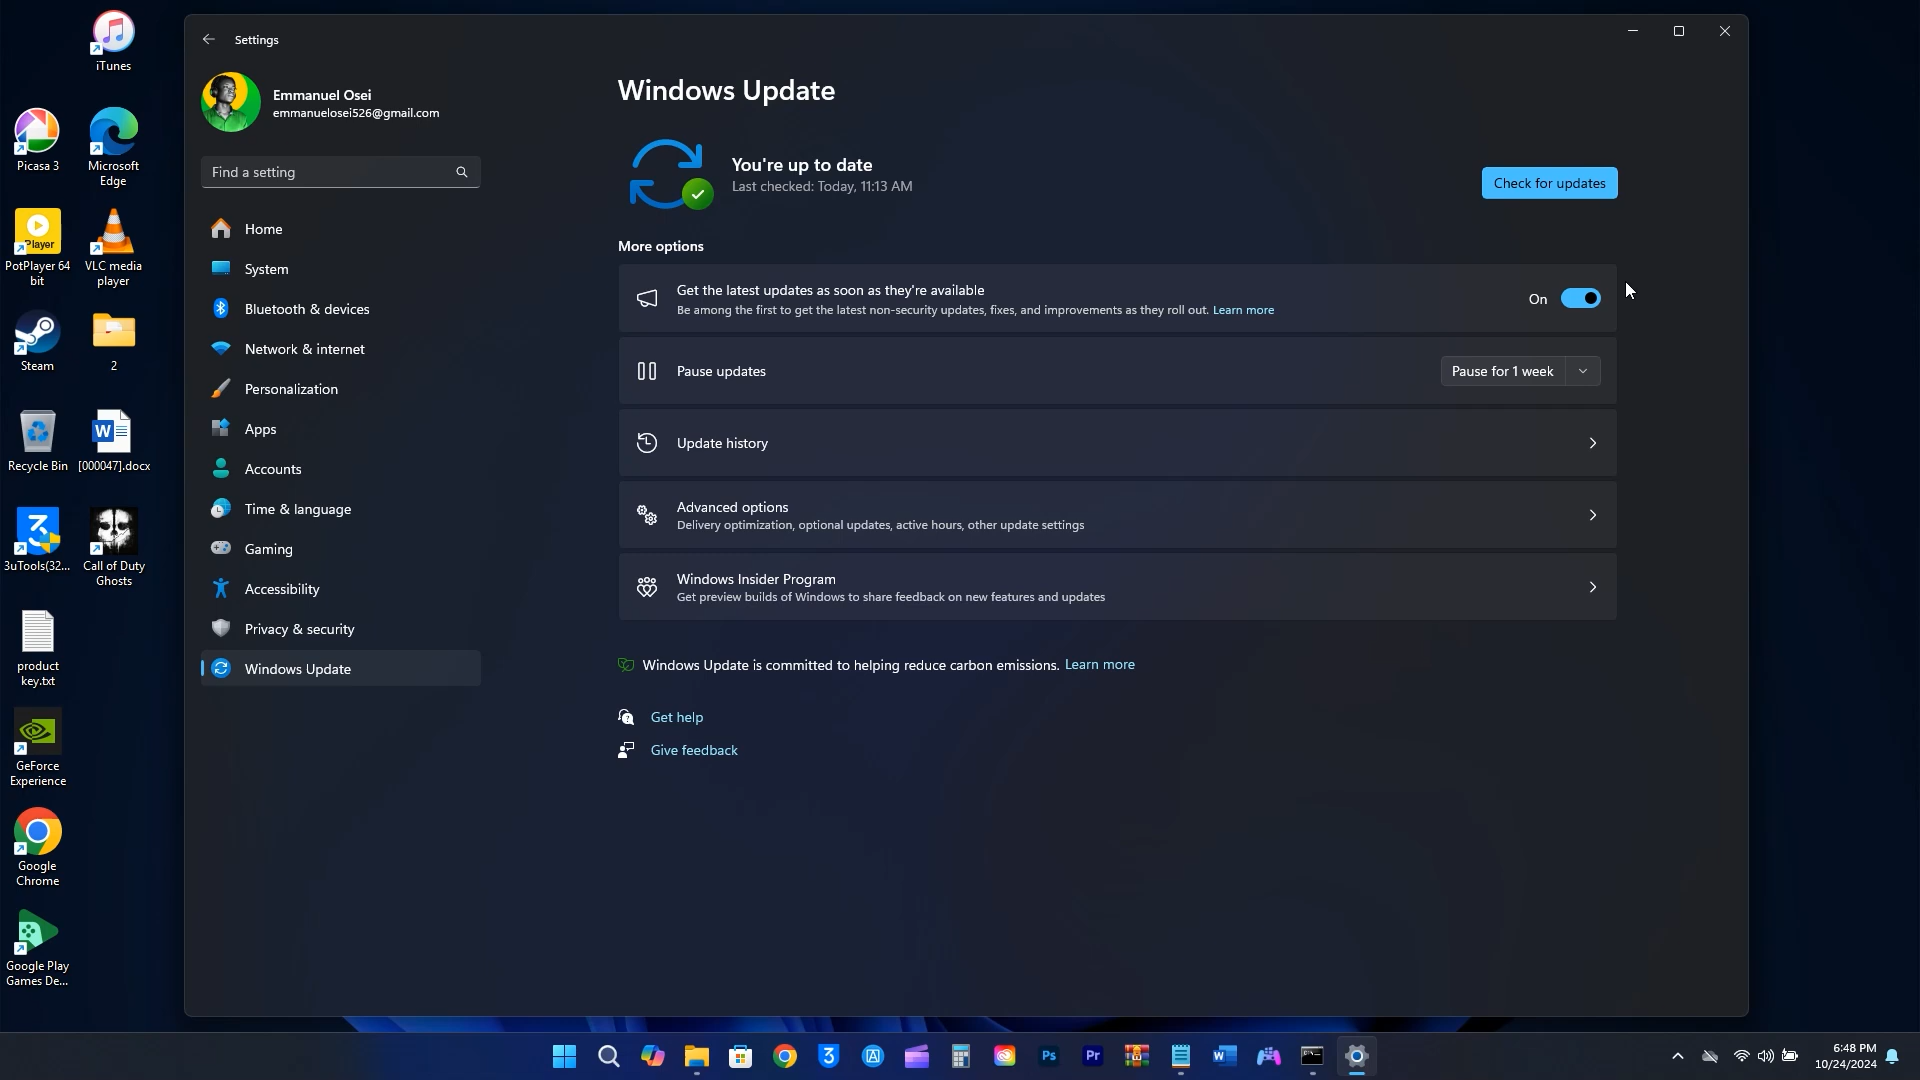 iTunes
Picasa 3
Microsoft
Edge
Player
PotPlayer 64
bit
VLC media
player
Steam
2
Recycle Bin
[000047].docx
3uTools(32...
Call of Duty
Ghosts
product
key.txt
GeForce
Experience
Google
Chrome
Google Play
Games De...
Settings
Emmanuel Osei
emmanuelosei526@gmail.com
Find a setting
Home
System
Bluetooth & devices
Network & internet
Personalization
Apps
Accounts
Time & language
Gaming
Accessibility
Privacy & security
Windows Update
Windows Update
You're up to date
Last checked: Today, 11:13 AM
Check for updates
More options
Get the latest updates as soon as they're available
Be among the first to get the latest non-security updates, fixes, and improvements as they roll out. Learn more
On
Pause updates
Pause for 1 week
Update history
Advanced options
Delivery optimization, optional updates, active hours, other update settings
Windows Insider Program
Get preview builds of Windows to share feedback on new features and updates
Windows Update is committed to helping reduce carbon emissions. Learn more
Get help
Give feedback
Ps
Pr
6:48 PM
10/24/2024